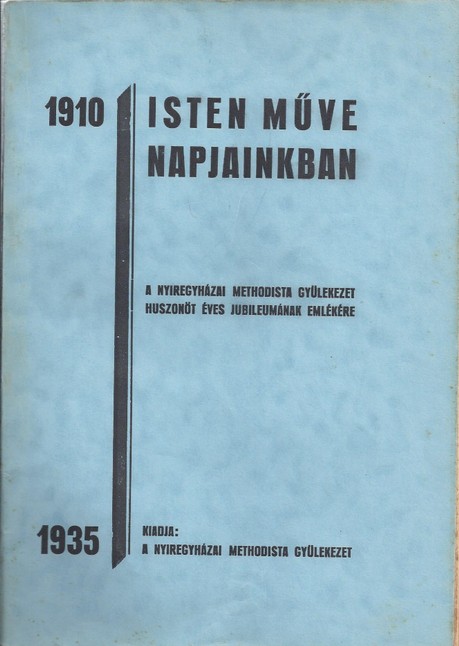 1910
ISTEN MŰVE
NAPJAINKBAN
A NYIREGYHÁZAI METHODISTA GYÜLEKEZET
HUSZONÖT ÉVES JUBILEUMÁNAK EMLÉKÉRE
1935
KIADJA:
A NYIREGYHÁZAI METHODISTA GYÜLEKEZET